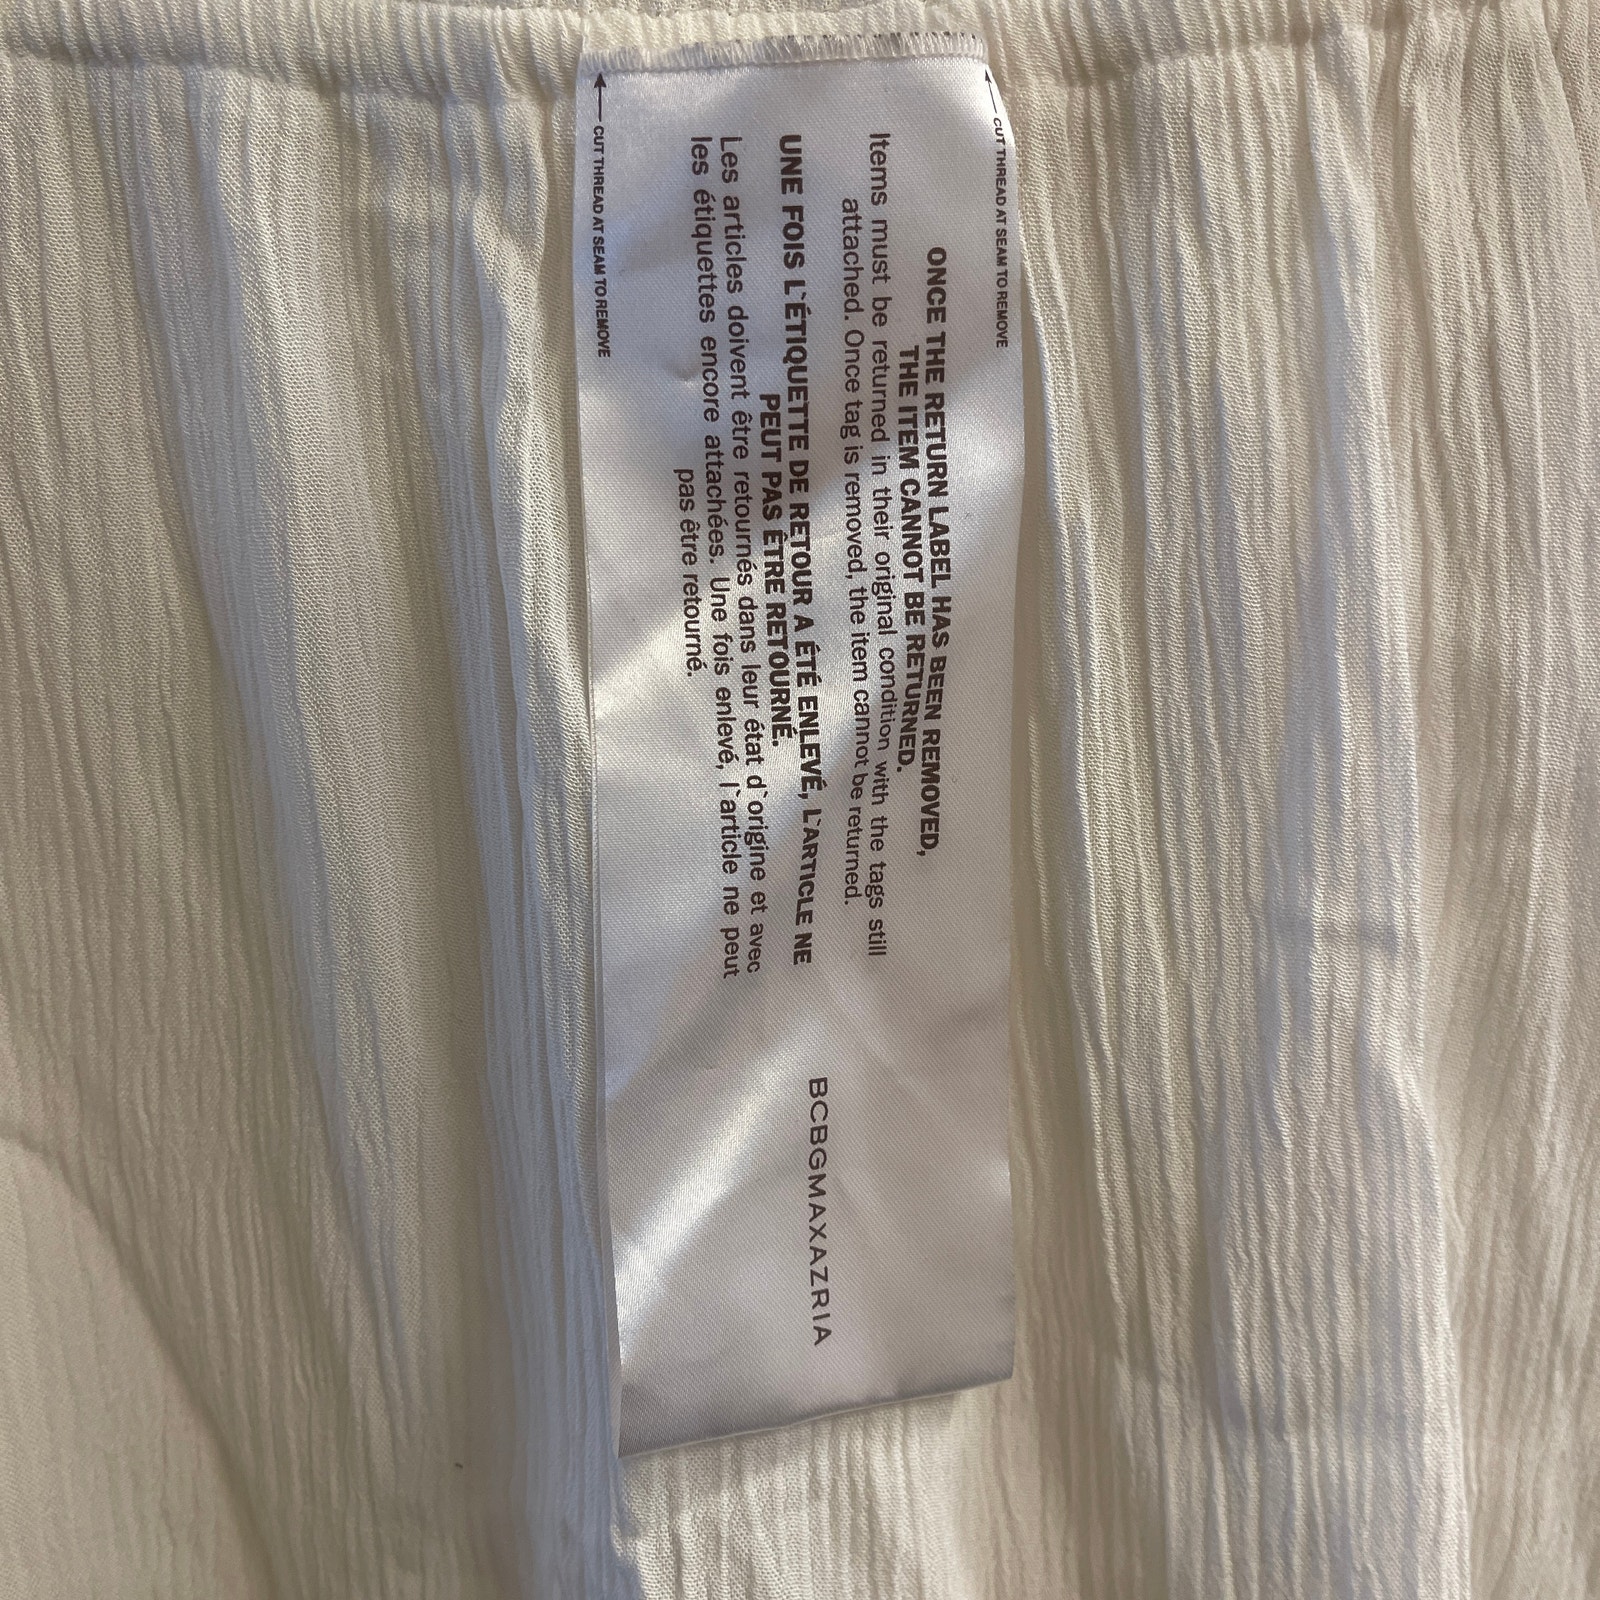 CUT THREAD AT SEAM TO REMOVE
ONCE THE RETURN LABEL HAS BEEN REMOVED,
THE ITEM CANNOT BE RETURNED.
Items must be returned in their original condition with the tags still
attached. Once tag is removed, the item cannot be returned.
UNE FOIS L`ÉTIQUETTE DE RETOUR A ÉTÉ ENLEVÉ, L`ARTICLE NE
PEUT PAS ÊTRE RETOURNÉ.
Les articles doivent être retournés dans leur état d`origine et avec
les étiquettes encore attachées. Une fois enlevé, l`article ne peut
pas être retourné.
CUT THREAD AT SEAM TO REMOVE
BCBGMAXAZRIA